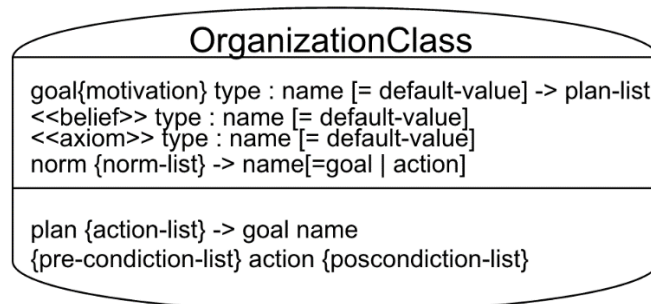 OrganizationClass
goal{motivation} type : name [= default-value] -> plan-list
<<belief>> type : name [= default-value]
<<axiom>> type : name [= default-value]
norm {norm-list} -> name[=goal | action]
plan {action-list} -> goal name
{pre-condiction-list} action {poscondiction-list}